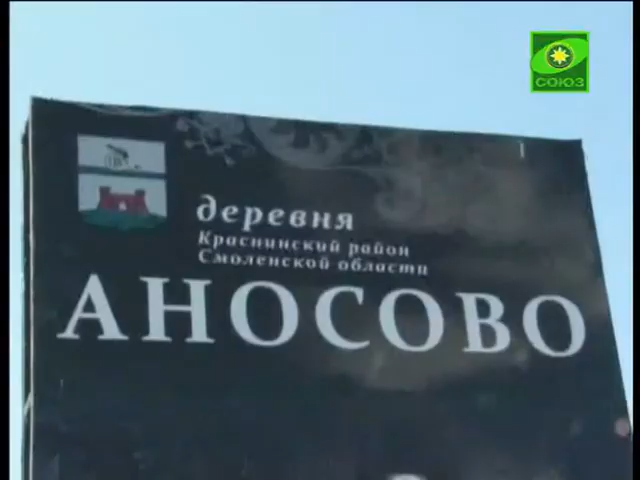 СОЮЗ
деревня
Краснинский район
Смоленской области
АНОСОВО